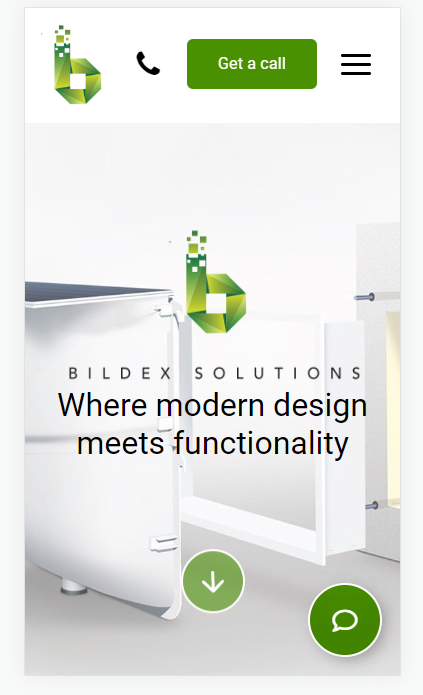 Get a call
BILDEX SOLUTIONS
Where modern design
meets functionality